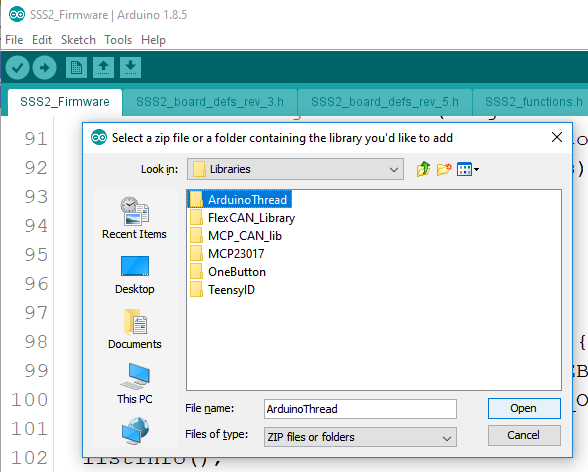 SSS2_Firmware | Arduino 1.8.5
File Edit Sketch Tools Help
SSS2_Firmware SSS2_board_defs_rev_3.h SSS2_board_defs_rev_5.h SSS2_functions.h
Select a zip file or a folder containing the library you'd like to add
Look in: Libraries
Recent Items
Desktop
Documents
This PC
ArduinoThread
FlexCAN_Library
MCP_CAN_lib
MCP23017
OneButton
TeensyID
File name: ArduinoThread Open
Files of type: ZIP files or folders Cancel
91
92
93
94
95
96
97
98 {
99
100
101
102 listInfo();